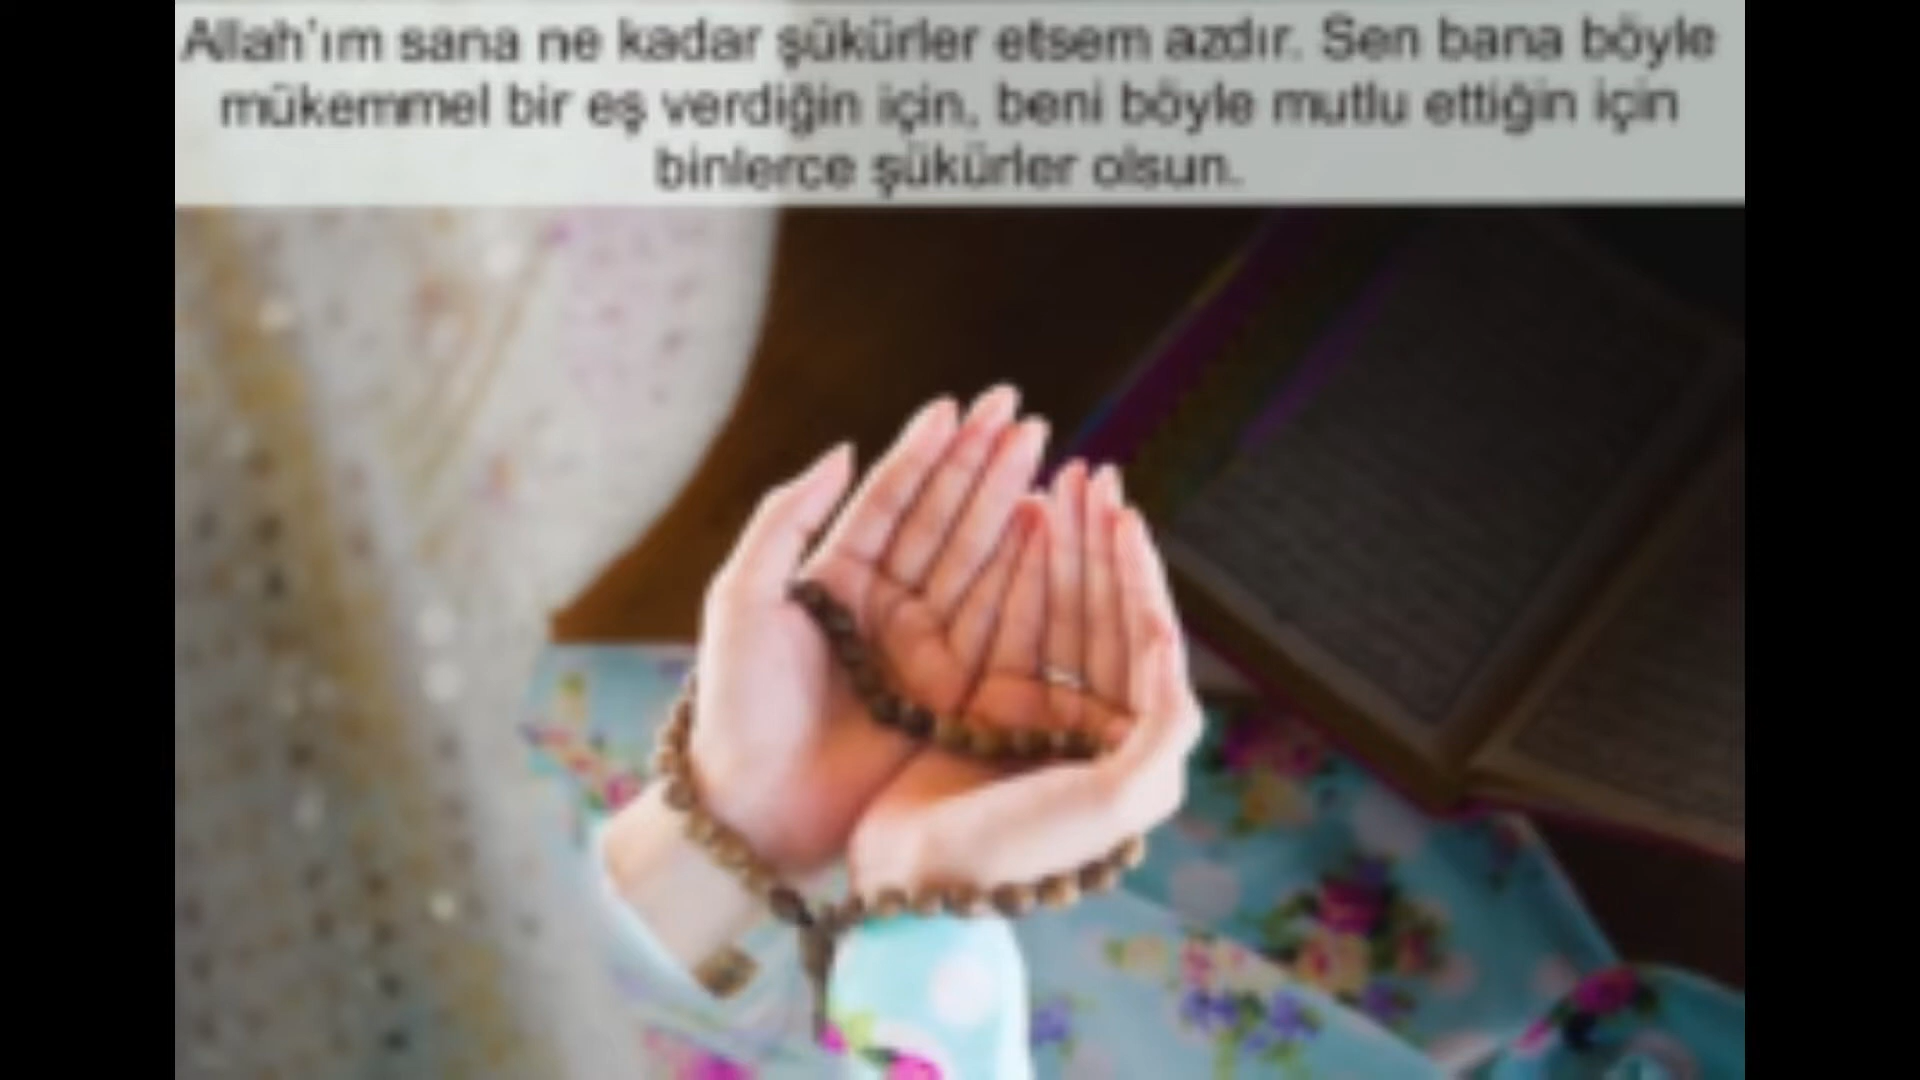 Allah'ım sana ne kadar şükürler etsem azdır. Sen bana böyle
mükemmel bir eş verdiğin için, beni böyle mutlu ettiğin için
binlerce şükürler olsun.